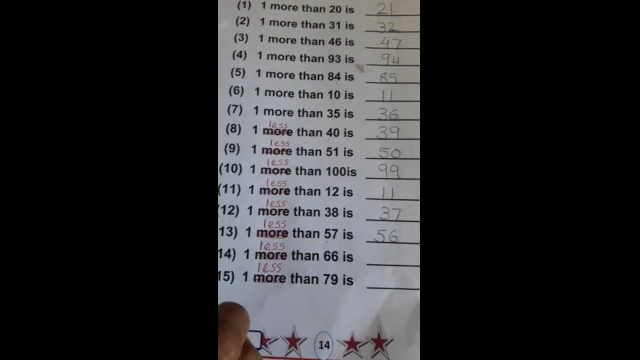 (1) 1 more than 20 is 21
(2) 1 more than 31 is 32
(3) 1 more than 46 is 47
(4) 1 more than 93 is 94
(5) 1 more than 84 is 85
(6) 1 more than 10 is 11
(7) 1 more than 35 is 36
less
(8) 1 more than 40 is 39
less
(9) 1 more than 51 is 50
less
(10) 1 more than 100is 99
less
(11) 1 more than 12 is 11
less
(12) 1 more than 38 is 37
less
13) 1 more than 57 is 56
less
14) 1 more than 66 is
less
15) 1 more than 79 is
14